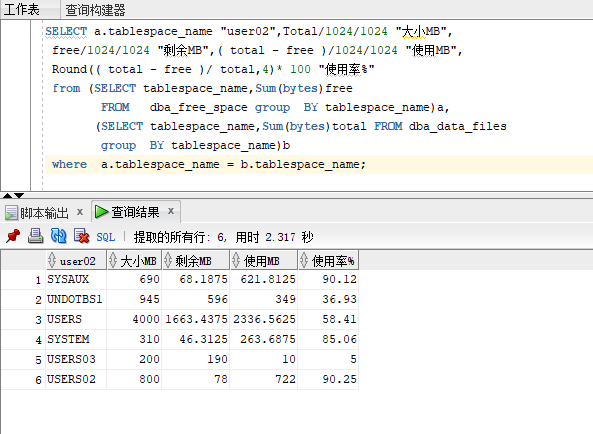 工作表 查询构建器
SELECT a.tablespace_name "user02",Total/1024/1024 "大小MB",
free/1024/1024 "剩余MB",( total - free )/1024/1024 "使用MB",
Round(( total - free )/ total,4)* 100 "使用率%"
from (SELECT tablespace_name,Sum(bytes)free
FROM dba_free_space group BY tablespace_name)a,
(SELECT tablespace_name,Sum(bytes)total FROM dba_data_files
group BY tablespace_name)b
where a.tablespace_name = b.tablespace_name;
脚本输出 x 查询结果 x
SQL | 提取的所有行: 6, 用时 2.317 秒
user02 大小MB 剩余MB 使用MB 使用率%
1 SYSAUX 690 68.1875 621.8125 90.12
2 UNDOTBS1 945 596 349 36.93
3 USERS 4000 1663.4375 2336.5625 58.41
4 SYSTEM 310 46.3125 263.6875 85.06
5 USERS03 200 190 10 5
6 USERS02 800 78 722 90.25